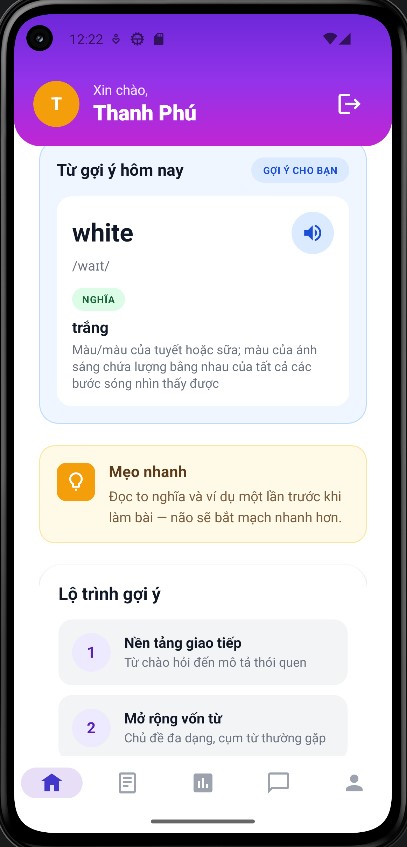 12:22
T
Xin chào,
Thanh Phú
Từ gợi ý hôm nay
GỢI Ý CHO BẠN
white
/waɪt/
NGHĨA
trắng
Màu/màu của tuyết hoặc sữa; màu của ánh
sáng chứa lượng bằng nhau của tất cả các
bước sóng nhìn thấy được
Mẹo nhanh
Đọc to nghĩa và ví dụ một lần trước khi
làm bài — não sẽ bắt mạch nhanh hơn.
Lộ trình gợi ý
1
Nền tảng giao tiếp
Từ chào hỏi đến mô tả thói quen
2
Mở rộng vốn từ
Chủ đề đa dạng, cụm từ thường gặp